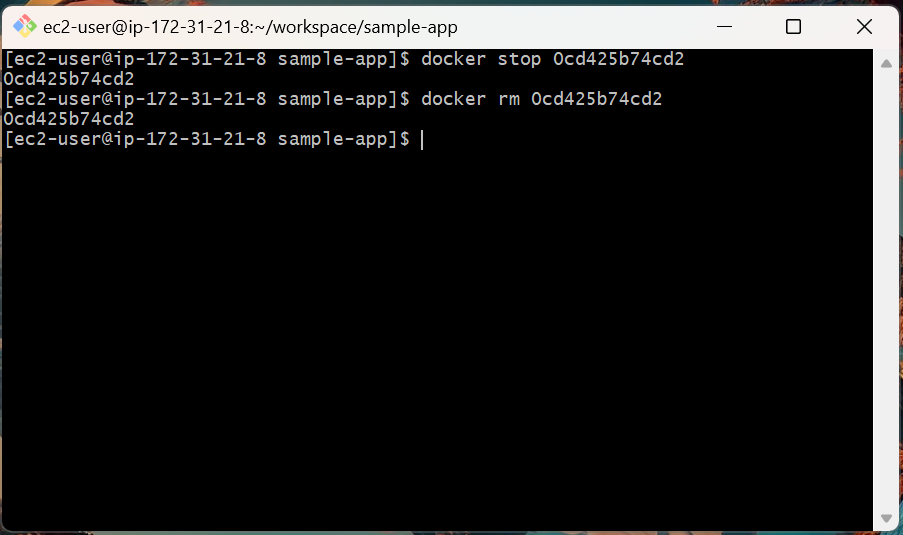 ec2-user@ip-172-31-21-8:~/workspace/sample-app
[ec2-user@ip-172-31-21-8 sample-app]$ docker stop 0cd425b74cd2
0cd425b74cd2
[ec2-user@ip-172-31-21-8 sample-app]$ docker rm 0cd425b74cd2
0cd425b74cd2
[ec2-user@ip-172-31-21-8 sample-app]$